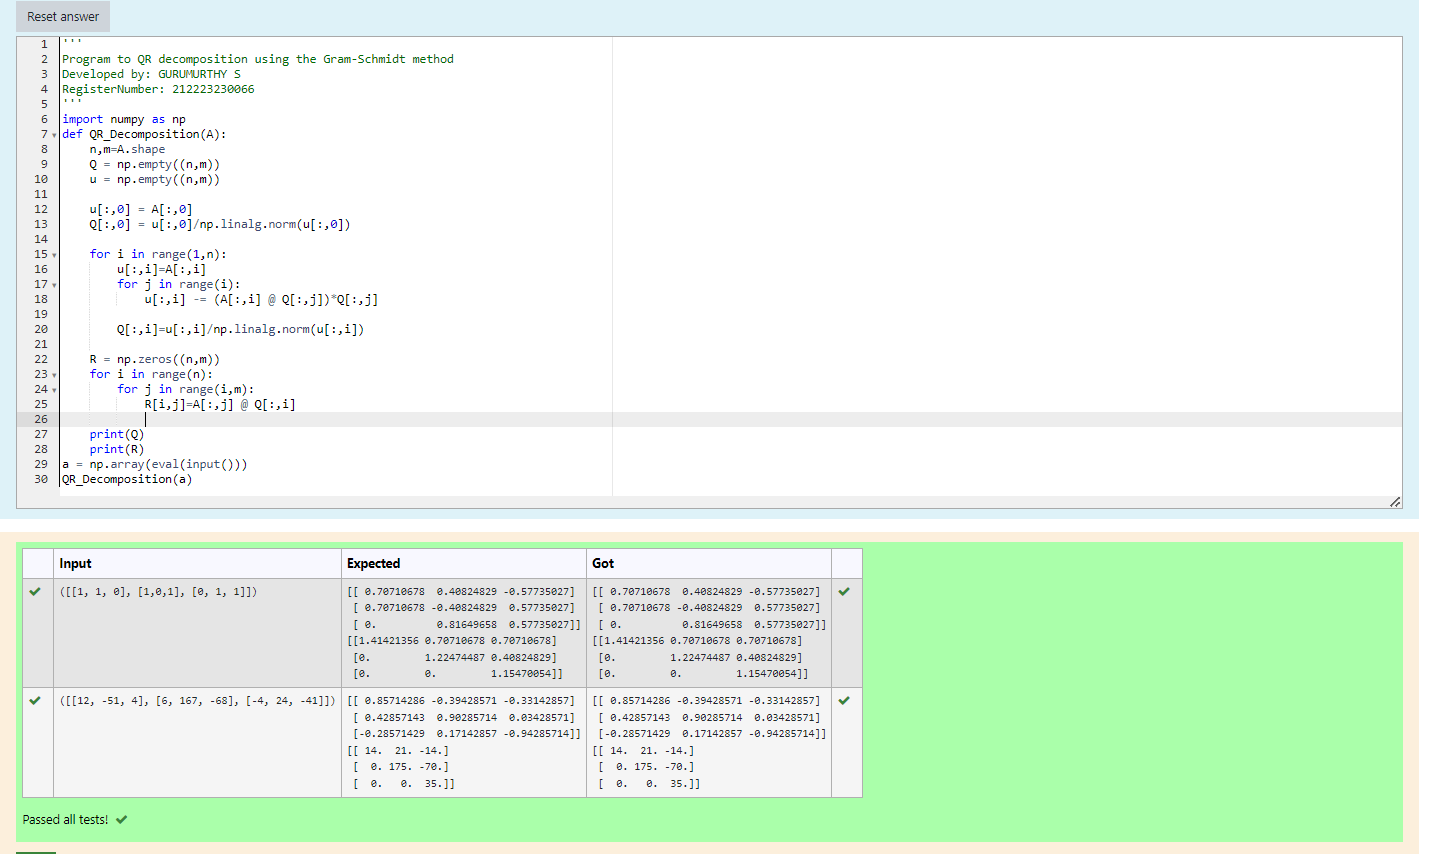 Reset answer
1 '''
2 Program to QR decomposition using the Gram-Schmidt method
3 Developed by: GURUMURTHY S
4 RegisterNumber: 212223230066
5 '''
6 import numpy as np
7 def QR_Decomposition(A):
8     n,m=A.shape
9     Q = np.empty((n,m))
10     u = np.empty((n,m))
11
12     u[:,0] = A[:,0]
13     Q[:,0] = u[:,0]/np.linalg.norm(u[:,0])
14
15     for i in range(1,n):
16         u[:,i]=A[:,i]
17         for j in range(i):
18             u[:,i] -= (A[:,i] @ Q[:,j])*Q[:,j]
19
20         Q[:,i]=u[:,i]/np.linalg.norm(u[:,i])
21
22     R = np.zeros((n,m))
23     for i in range(n):
24         for j in range(i,m):
25             R[i,j]=A[:,j] @ Q[:,i]
26
27     print(Q)
28     print(R)
29 a = np.array(eval(input()))
30 QR_Decomposition(a)
Input Expected Got
([[1, 1, 0], [1,0,1], [0, 1, 1]]) [[ 0.70710678  0.40824829 -0.57735027] [[ 0.70710678  0.40824829 -0.57735027]
[ 0.70710678 -0.40824829  0.57735027] [ 0.70710678 -0.40824829  0.57735027]
[ 0.          0.81649658  0.57735027]] [ 0.          0.81649658  0.57735027]]
[[1.41421356 0.70710678 0.70710678] [[1.41421356 0.70710678 0.70710678]
[0.         1.22474487 0.40824829] [0.         1.22474487 0.40824829]
[0.         0.         1.15470054]] [0.         0.         1.15470054]]
([[12, -51, 4], [6, 167, -68], [-4, 24, -41]]) [[ 0.85714286 -0.39428571 -0.33142857] [[ 0.85714286 -0.39428571 -0.33142857]
[ 0.42857143  0.90285714  0.03428571] [ 0.42857143  0.90285714  0.03428571]
[-0.28571429  0.17142857 -0.94285714]] [-0.28571429  0.17142857 -0.94285714]]
[[ 14.  21. -14.] [[ 14.  21. -14.]
[  0. 175. -70.] [  0. 175. -70.]
[  0.   0.  35.]] [  0.   0.  35.]]
Passed all tests!